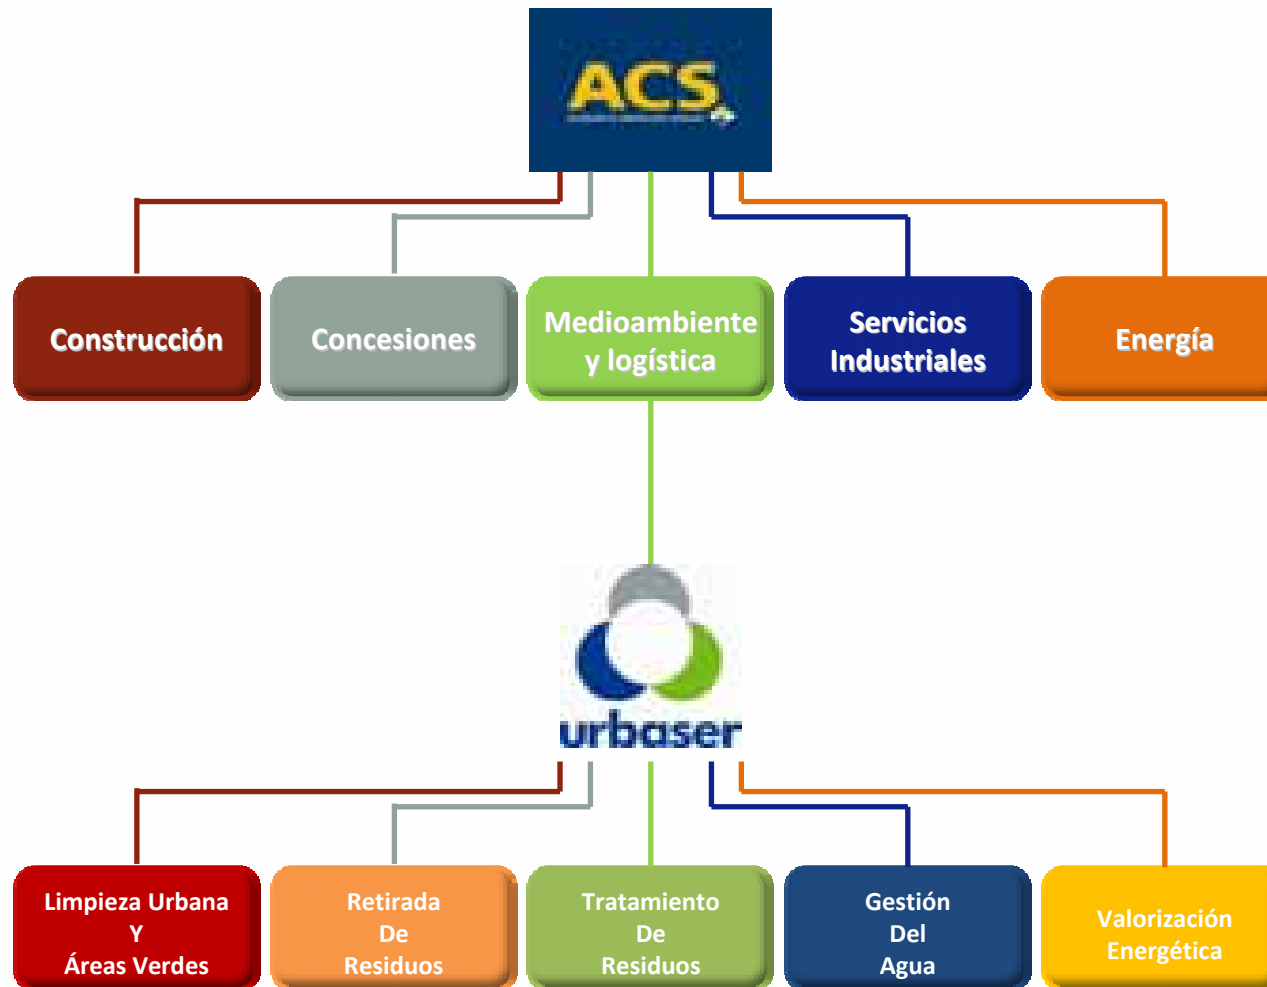 ACS
Construcción
Concesiones
Medioambiente
y logística
Servicios
Industriales
Energía
urbaser
Limpieza Urbana
Y
Áreas Verdes
Retirada
De
Residuos
Tratamiento
De
Residuos
Gestión
Del
Agua
Valorización
Energética